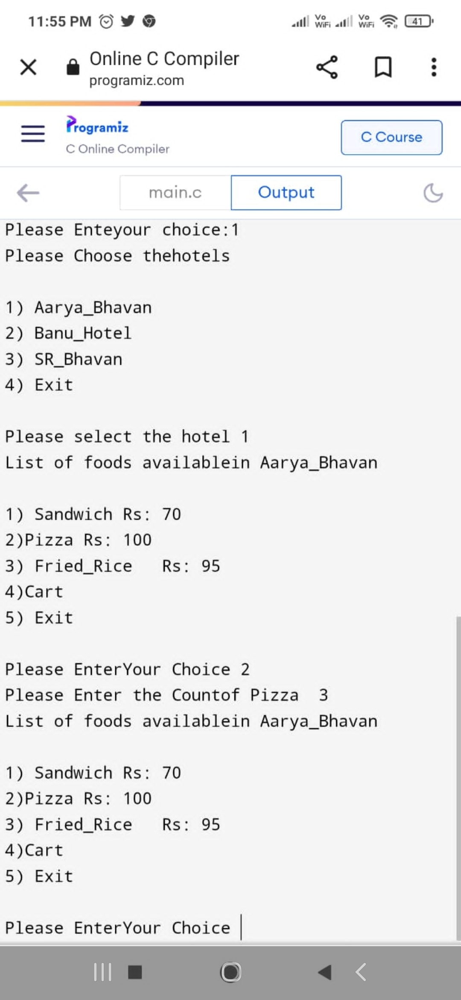 11:55 PM
Vo WiFi
Vo WiFi
41
Online C Compiler
programiz.com
Programiz
C Online Compiler
C Course
main.c
Output
Please Enteyour choice:1
Please Choose thehotels
1) Aarya_Bhavan
2) Banu_Hotel
3) SR_Bhavan
4) Exit
Please select the hotel 1
List of foods availablein Aarya_Bhavan
1) Sandwich Rs: 70
2)Pizza Rs: 100
3) Fried_Rice   Rs: 95
4)Cart
5) Exit
Please EnterYour Choice 2
Please Enter the Countof Pizza  3
List of foods availablein Aarya_Bhavan
1) Sandwich Rs: 70
2)Pizza Rs: 100
3) Fried_Rice   Rs: 95
4)Cart
5) Exit
Please EnterYour Choice